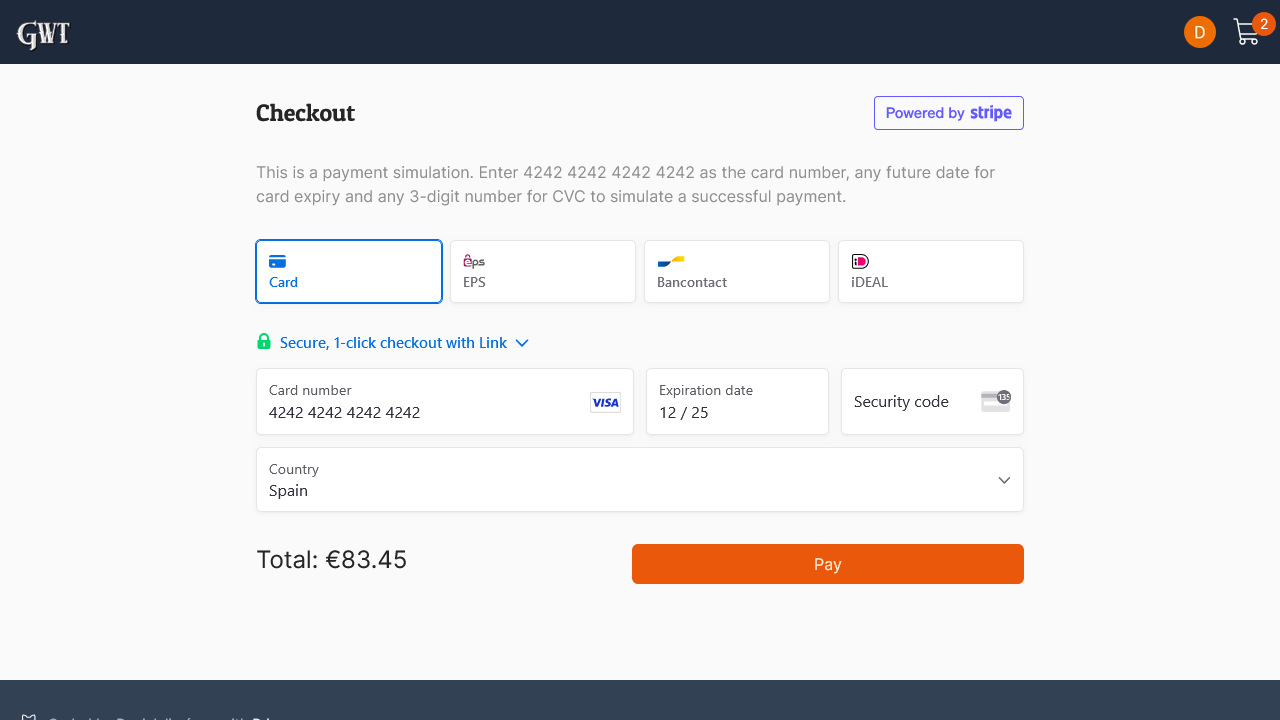 GWT
D
2
Checkout
Powered by stripe
This is a payment simulation. Enter 4242 4242 4242 4242 as the card number, any future date for
card expiry and any 3-digit number for CVC to simulate a successful payment.
Card
eps
EPS
Bancontact
iDEAL
Secure, 1-click checkout with Link
Card number
4242 4242 4242 4242
VISA
Expiration date
12 / 25
Security code
135
Country
Spain
Total: €83.45
Pay